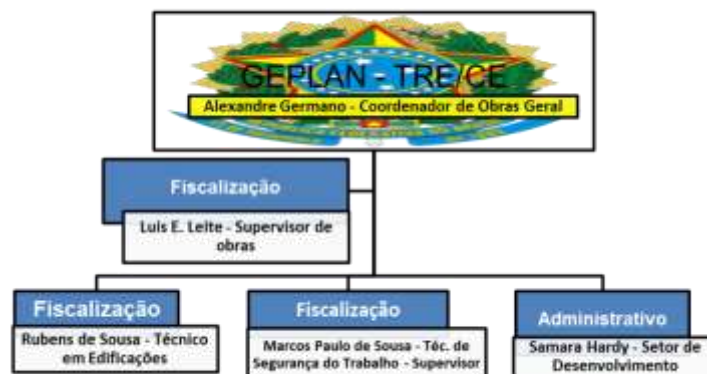 GEPLAN - TRE/CE
Alexandre Germano - Coordenador de Obras Geral
Fiscalização
Luis E. Leite - Supervisor de
obras
Fiscalização
Rubens de Sousa - Técnico
em Edificações
Fiscalização
Marcos Paulo de Sousa - Téc. de
Segurança do Trabalho - Supervisor
Administrativo
Samara Hardy - Setor de
Desenvolvimento